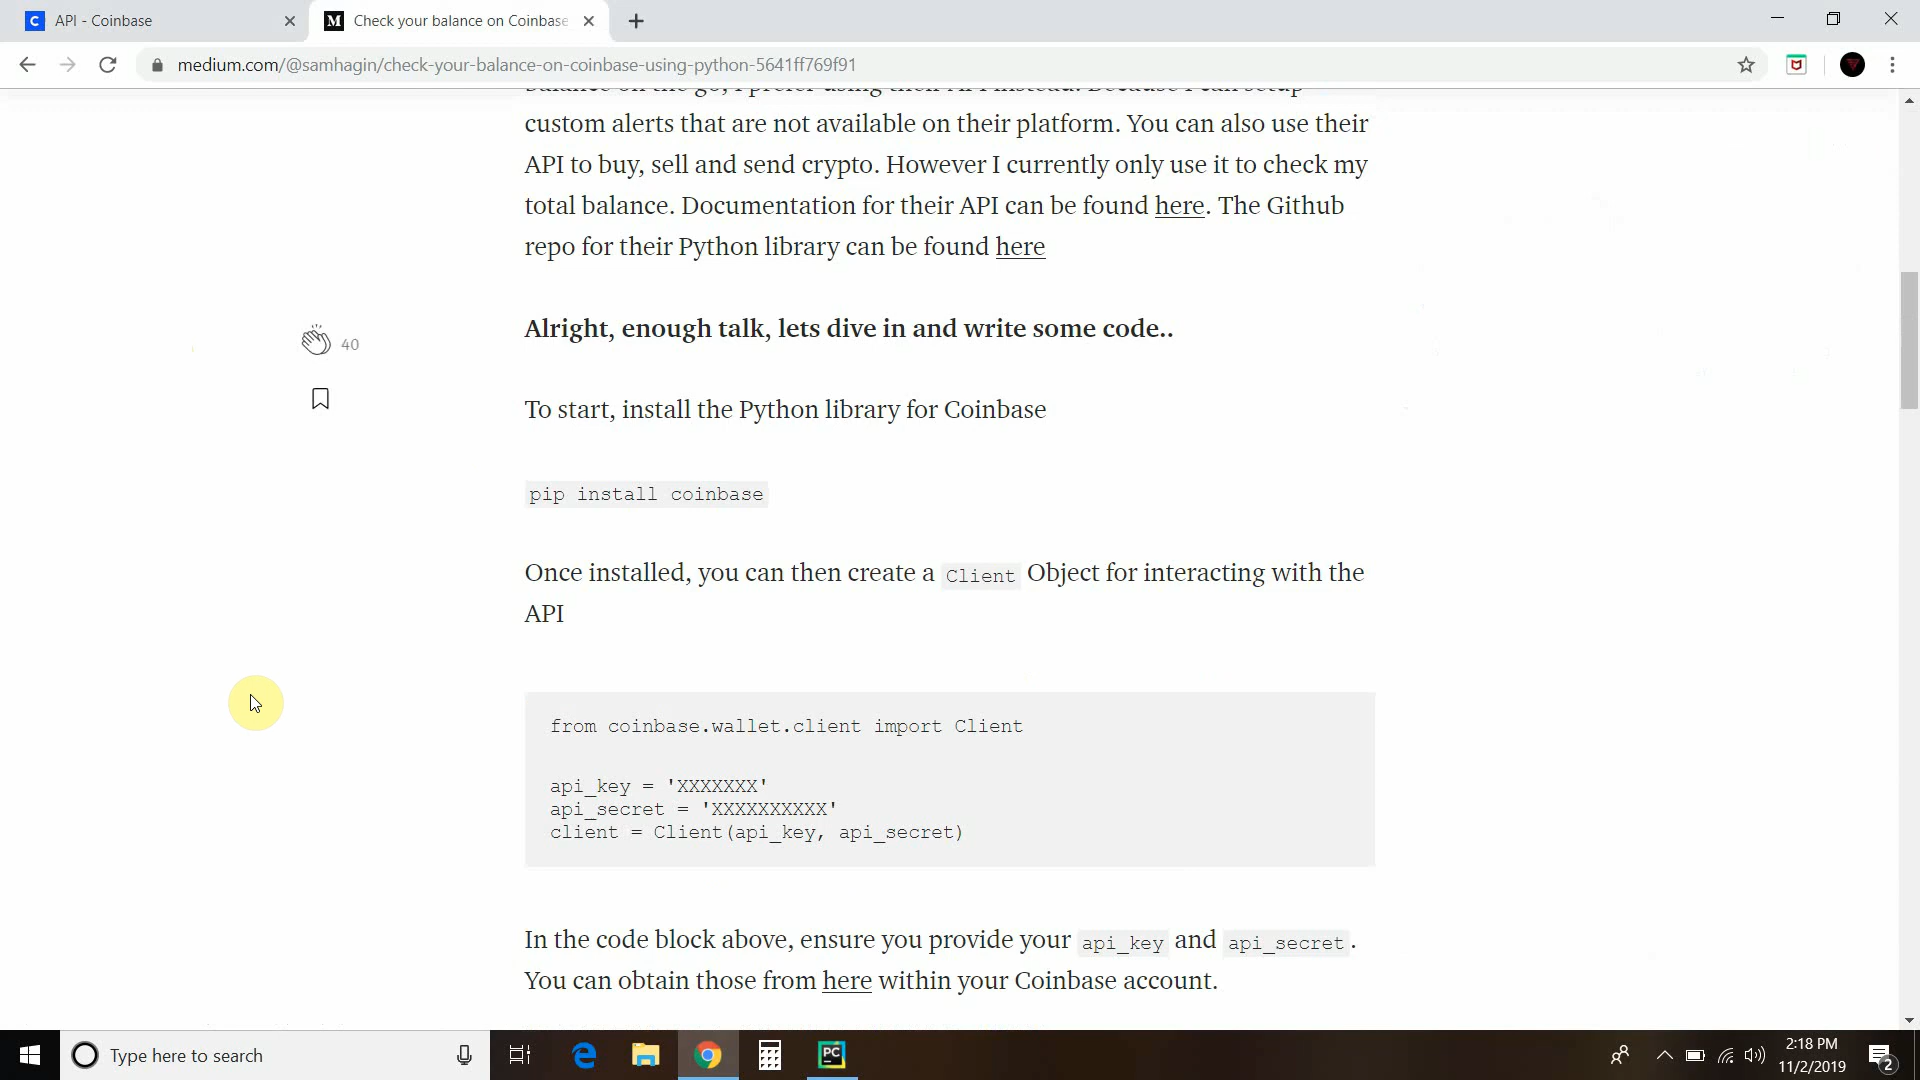 API - Coinbase
Check your balance on Coinbase
medium.com/@samhagin/check-your-balance-on-coinbase-using-python-5641ff769f91
custom alerts that are not available on their platform. You can also use their
API to buy, sell and send crypto. However I currently only use it to check my
total balance. Documentation for their API can be found here. The Github
repo for their Python library can be found here
Alright, enough talk, lets dive in and write some code..
40
To start, install the Python library for Coinbase
pip install coinbase
Once installed, you can then create a Client Object for interacting with the
API
from coinbase.wallet.client import Client
api_key = 'XXXXXXX'
api_secret = 'XXXXXXXXXX'
client = Client(api_key, api_secret)
In the code block above, ensure you provide your api_key and api_secret.
You can obtain those from here within your Coinbase account.
Type here to search
2:18 PM
11/2/2019
2